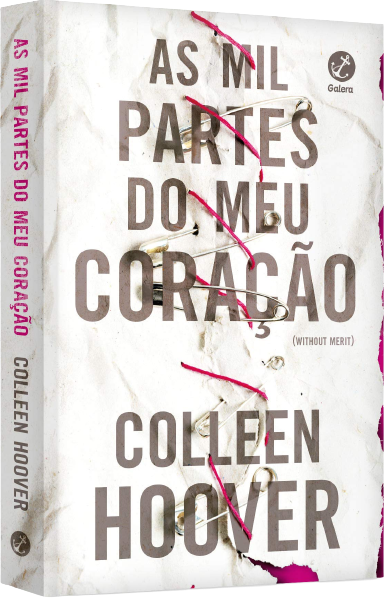 AS MIL PARTES DO MEU CORAÇÃO COLLEEN HOOVER
AS MIL
PARTES
DO MEU
CORAÇÃO
(WITHOUT MERIT)
COLLEEN
HOOVER
Galera